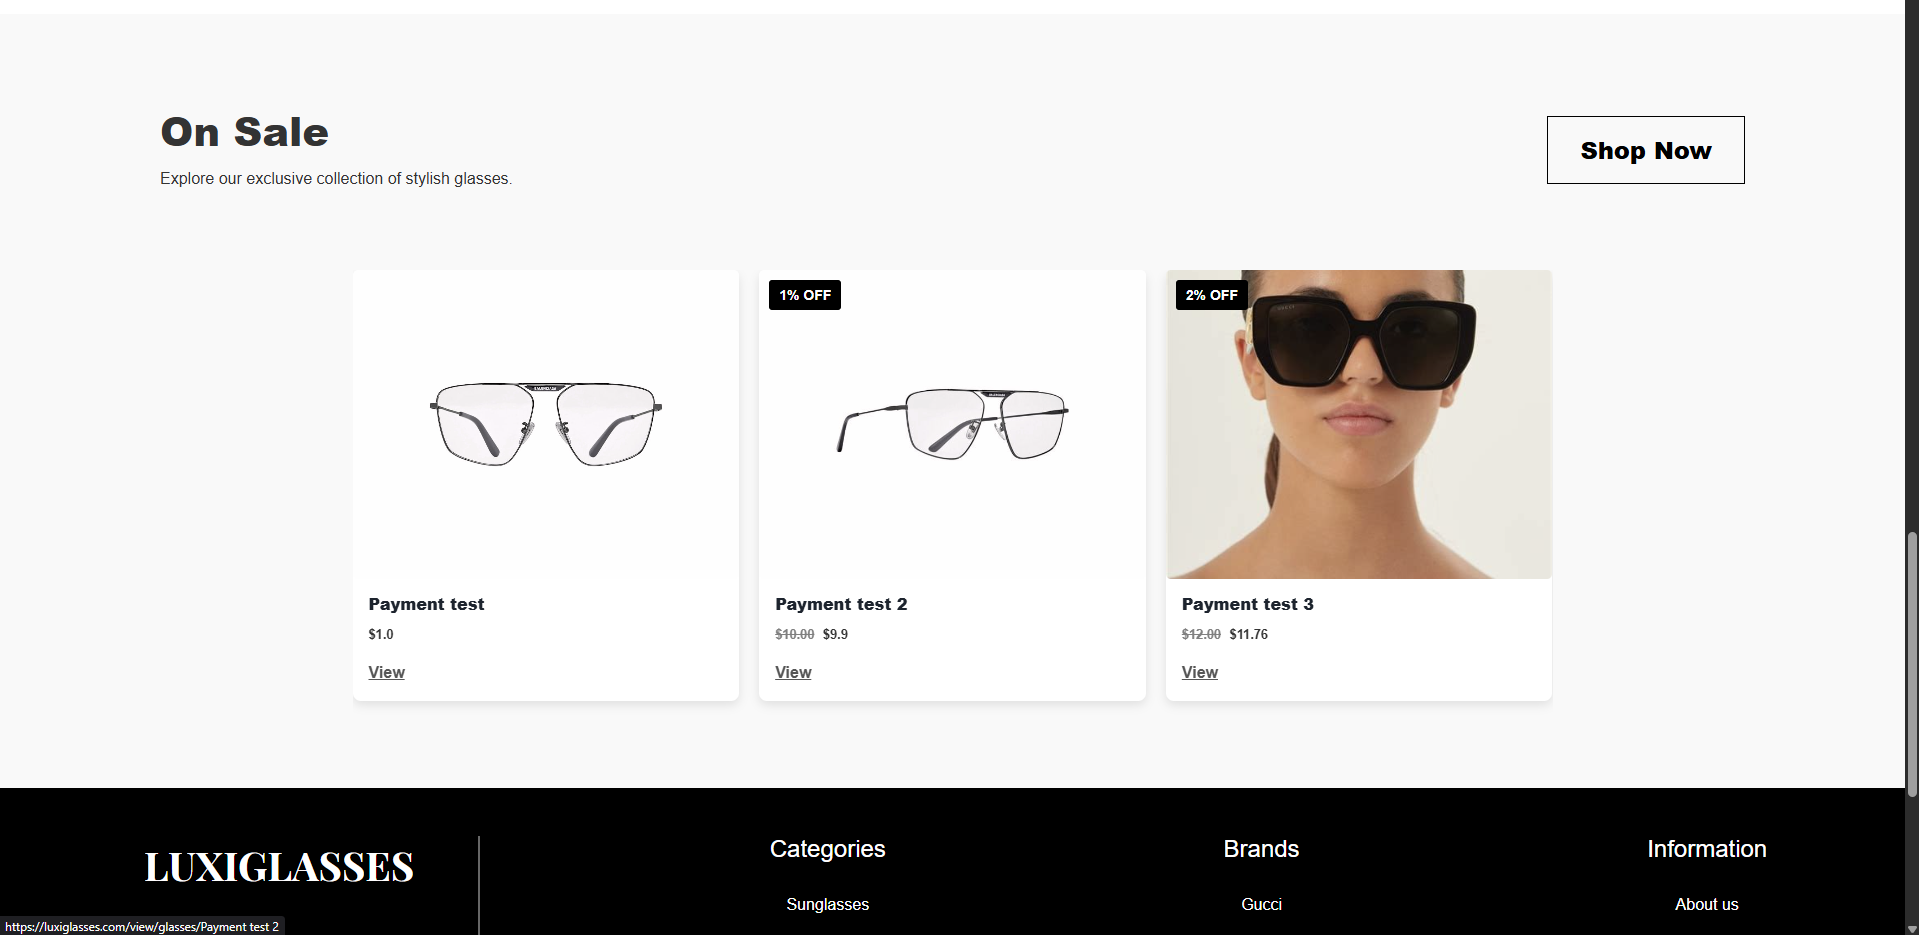 On Sale
Explore our exclusive collection of stylish glasses.
Shop Now
1% OFF
2% OFF
Payment test
$1.0
View
Payment test 2
$10.00 $9.9
View
Payment test 3
$12.00 $11.76
View
LUXIGLASSES
Categories
Sunglasses
Brands
Gucci
Information
About us
https://luxiglasses.com/view/glasses/Payment test 2